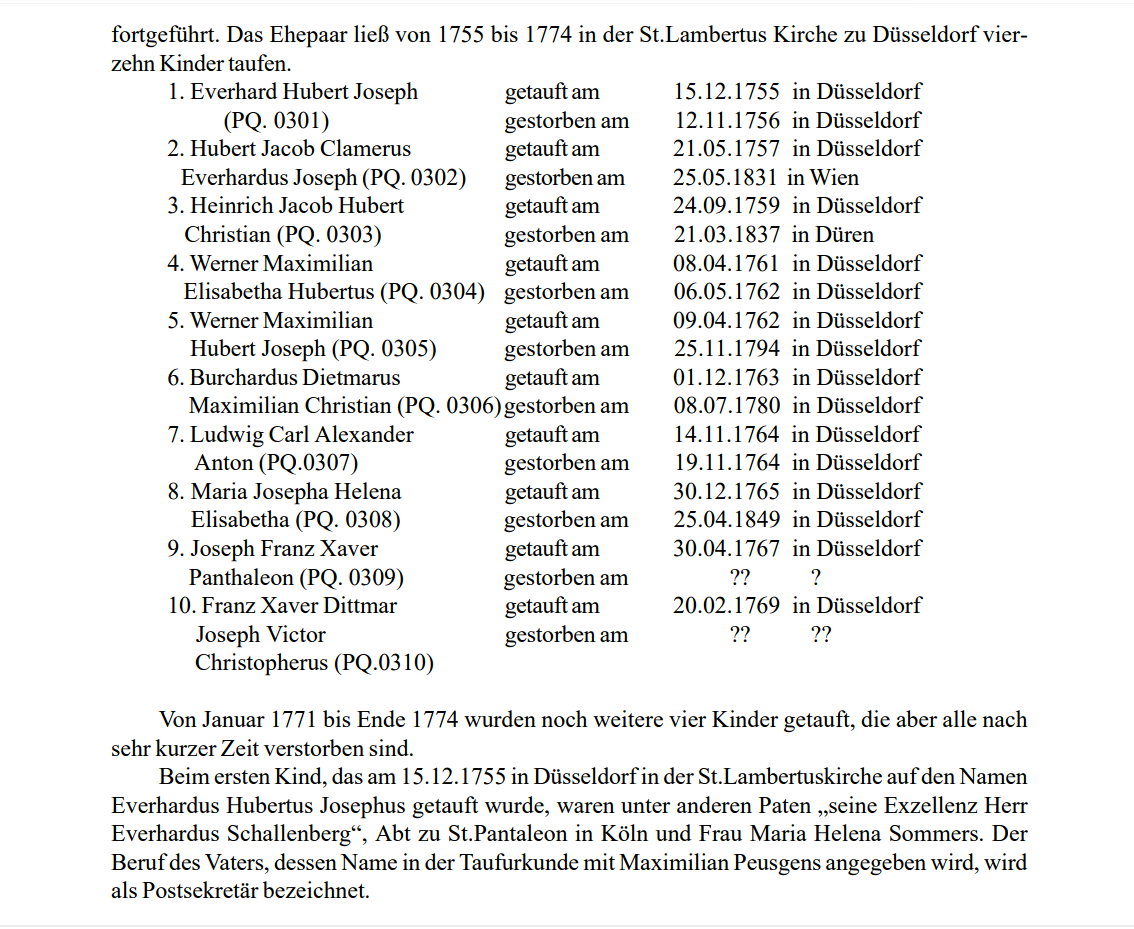 fortgeführt. Das Ehepaar ließ von 1755 bis 1774 in der St.Lambertus Kirche zu Düsseldorf vier-
zehn Kinder taufen.
1. Everhard Hubert Joseph getauft am 15.12.1755 in Düsseldorf
(PQ. 0301) gestorben am 12.11.1756 in Düsseldorf
2. Hubert Jacob Clamerus getauft am 21.05.1757 in Düsseldorf
Everhardus Joseph (PQ. 0302) gestorben am 25.05.1831 in Wien
3. Heinrich Jacob Hubert getauft am 24.09.1759 in Düsseldorf
Christian (PQ. 0303) gestorben am 21.03.1837 in Düren
4. Werner Maximilian getauft am 08.04.1761 in Düsseldorf
Elisabetha Hubertus (PQ. 0304) gestorben am 06.05.1762 in Düsseldorf
5. Werner Maximilian getauft am 09.04.1762 in Düsseldorf
Hubert Joseph (PQ. 0305) gestorben am 25.11.1794 in Düsseldorf
6. Burchardus Dietmarus getauft am 01.12.1763 in Düsseldorf
Maximilian Christian (PQ. 0306) gestorben am 08.07.1780 in Düsseldorf
7. Ludwig Carl Alexander getauft am 14.11.1764 in Düsseldorf
Anton (PQ.0307) gestorben am 19.11.1764 in Düsseldorf
8. Maria Josepha Helena getauft am 30.12.1765 in Düsseldorf
Elisabetha (PQ. 0308) gestorben am 25.04.1849 in Düsseldorf
9. Joseph Franz Xaver getauft am 30.04.1767 in Düsseldorf
Panthaleon (PQ. 0309) gestorben am ?? ?
10. Franz Xaver Dittmar getauft am 20.02.1769 in Düsseldorf
Joseph Victor gestorben am ?? ??
Christopherus (PQ.0310)
Von Januar 1771 bis Ende 1774 wurden noch weitere vier Kinder getauft, die aber alle nach
sehr kurzer Zeit verstorben sind.
Beim ersten Kind, das am 15.12.1755 in Düsseldorf in der St.Lambertuskirche auf den Namen
Everhardus Hubertus Josephus getauft wurde, waren unter anderen Paten „seine Exzellenz Herr
Everhardus Schallenberg“, Abt zu St.Pantaleon in Köln und Frau Maria Helena Sommers. Der
Beruf des Vaters, dessen Name in der Taufurkunde mit Maximilian Peusgens angegeben wird, wird
als Postsekretär bezeichnet.